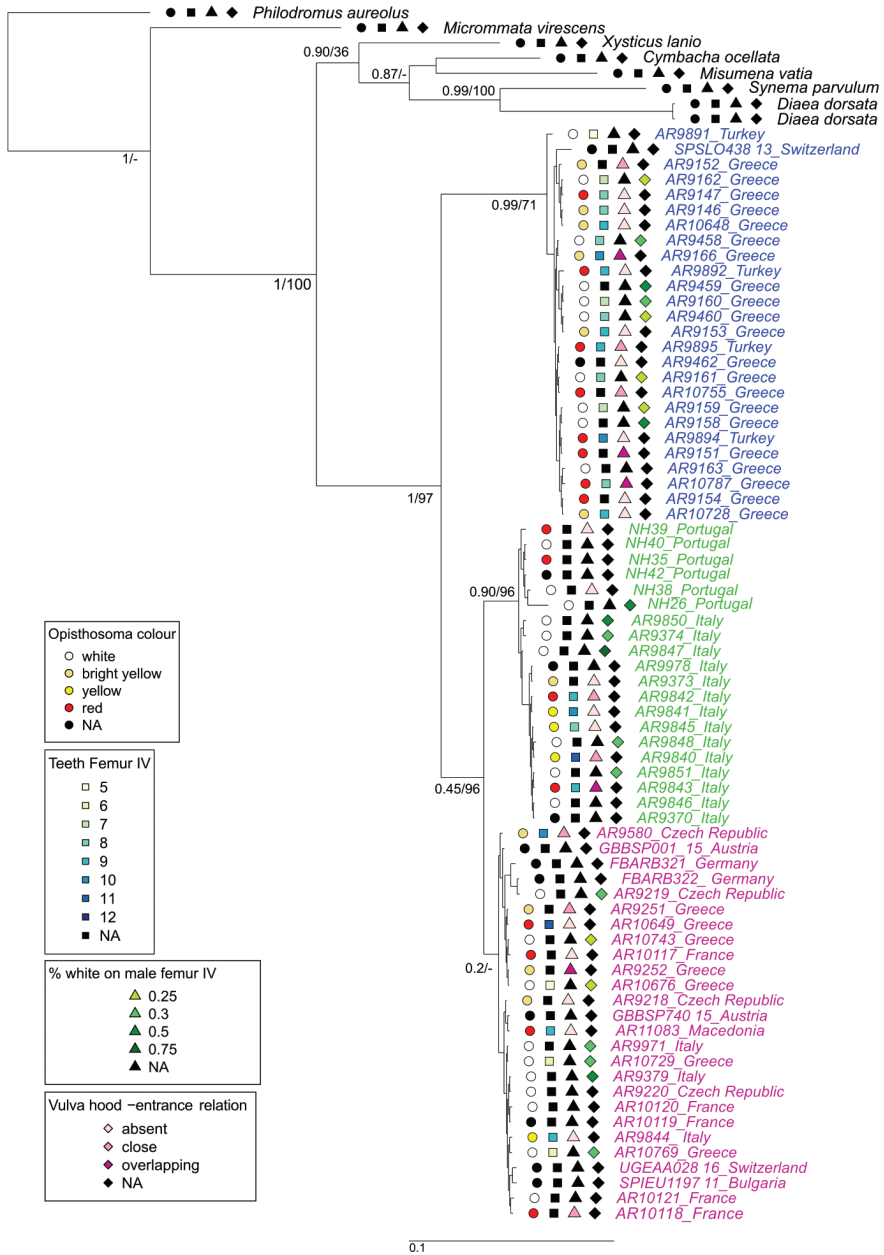 Philodromus aureolus
Micrommata virescens
Xysticus lanio
0.90/36
Cymbacha ocellata
0.87/-
Misumena vatia
Synema parvulum
0.99/100
Diaea dorsata
Diaea dorsata
1/-
AR9891_Turkey
SPSLO438 13_Switzerland
AR9152_Greece
AR9162_Greece
AR9147_Greece
0.99/71
AR9146_Greece
AR10648_Greece
AR9458_Greece
AR9166_Greece
AR9892_Turkey
1/100
AR9459_Greece
AR9160_Greece
AR9460_Greece
AR9153_Greece
AR9895_Turkey
AR9462_Greece
AR9161_Greece
AR10755_Greece
AR9159_Greece
AR9158_Greece
AR9894_Turkey
AR9151_Greece
AR9163_Greece
AR10787_Greece
1/97
AR9154_Greece
AR10728_Greece
NH39_Portugal
NH40_Portugal
NH35_Portugal
NH42_Portugal
0.90/96
NH38_Portugal
NH26_Portugal
AR9850_Italy
AR9374_Italy
AR9847_Italy
AR9978_Italy
AR9373_Italy
AR9842_Italy
AR9841_Italy
AR9845_Italy
AR9848_Italy
AR9840_Italy
AR9851_Italy
0.45/96
AR9843_Italy
AR9846_Italy
AR9370_Italy
AR9580_Czech Republic
GBBSP001_15_Austria
FBARB321_Germany
FBARB322_Germany
AR9219_Czech Republic
AR9251_Greece
AR10649_Greece
AR10743_Greece
AR10117_France
0.2/-
AR9252_Greece
AR10676_Greece
AR9218_Czech Republic
GBBSP740 15_Austria
AR11083_Macedonia
AR9971_Italy
AR10729_Greece
AR9379_Italy
AR9220_Czech Republic
AR10120_France
AR10119_France
AR9844_Italy
AR10769_Greece
UGEAA028 16_Switzerland
SPIEU1197 11_Bulgaria
AR10121_France
AR10118_France
0.1
Opisthosoma colour
white
bright yellow
yellow
red
NA
Teeth Femur IV
5
6
7
8
9
10
11
12
NA
% white on male femur IV
0.25
0.3
0.5
0.75
NA
Vulva hood −entrance relation
absent
close
overlapping
NA